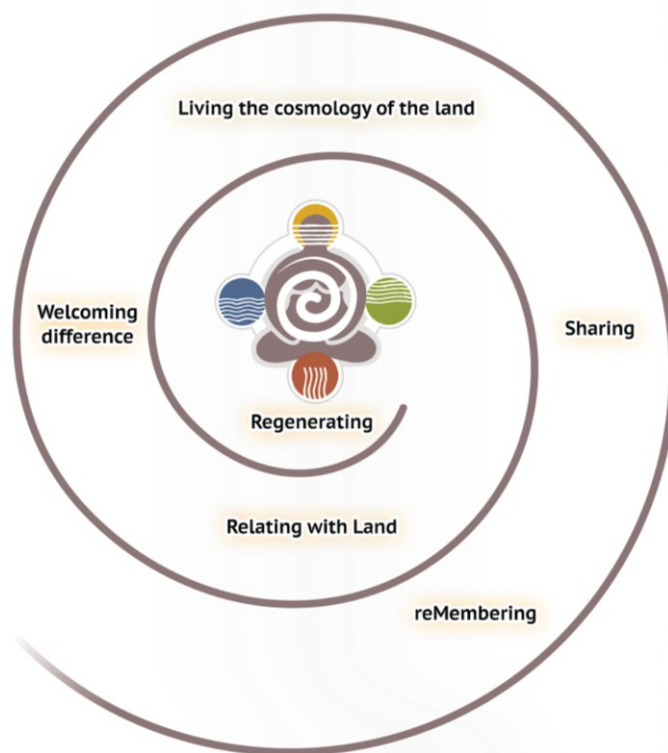 Living the cosmology of the land
Welcoming
difference
Sharing
Regenerating
Relating with Land
reMembering